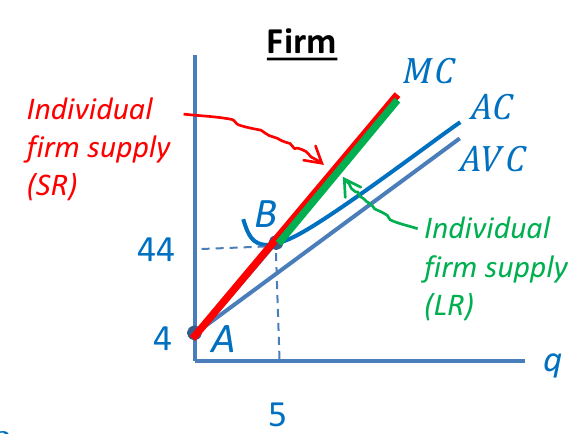 Firm
MC
Individual
firm supply
(SR)
AC
AVC
B
44
Individual
firm supply
(LR)
4
A
q
5